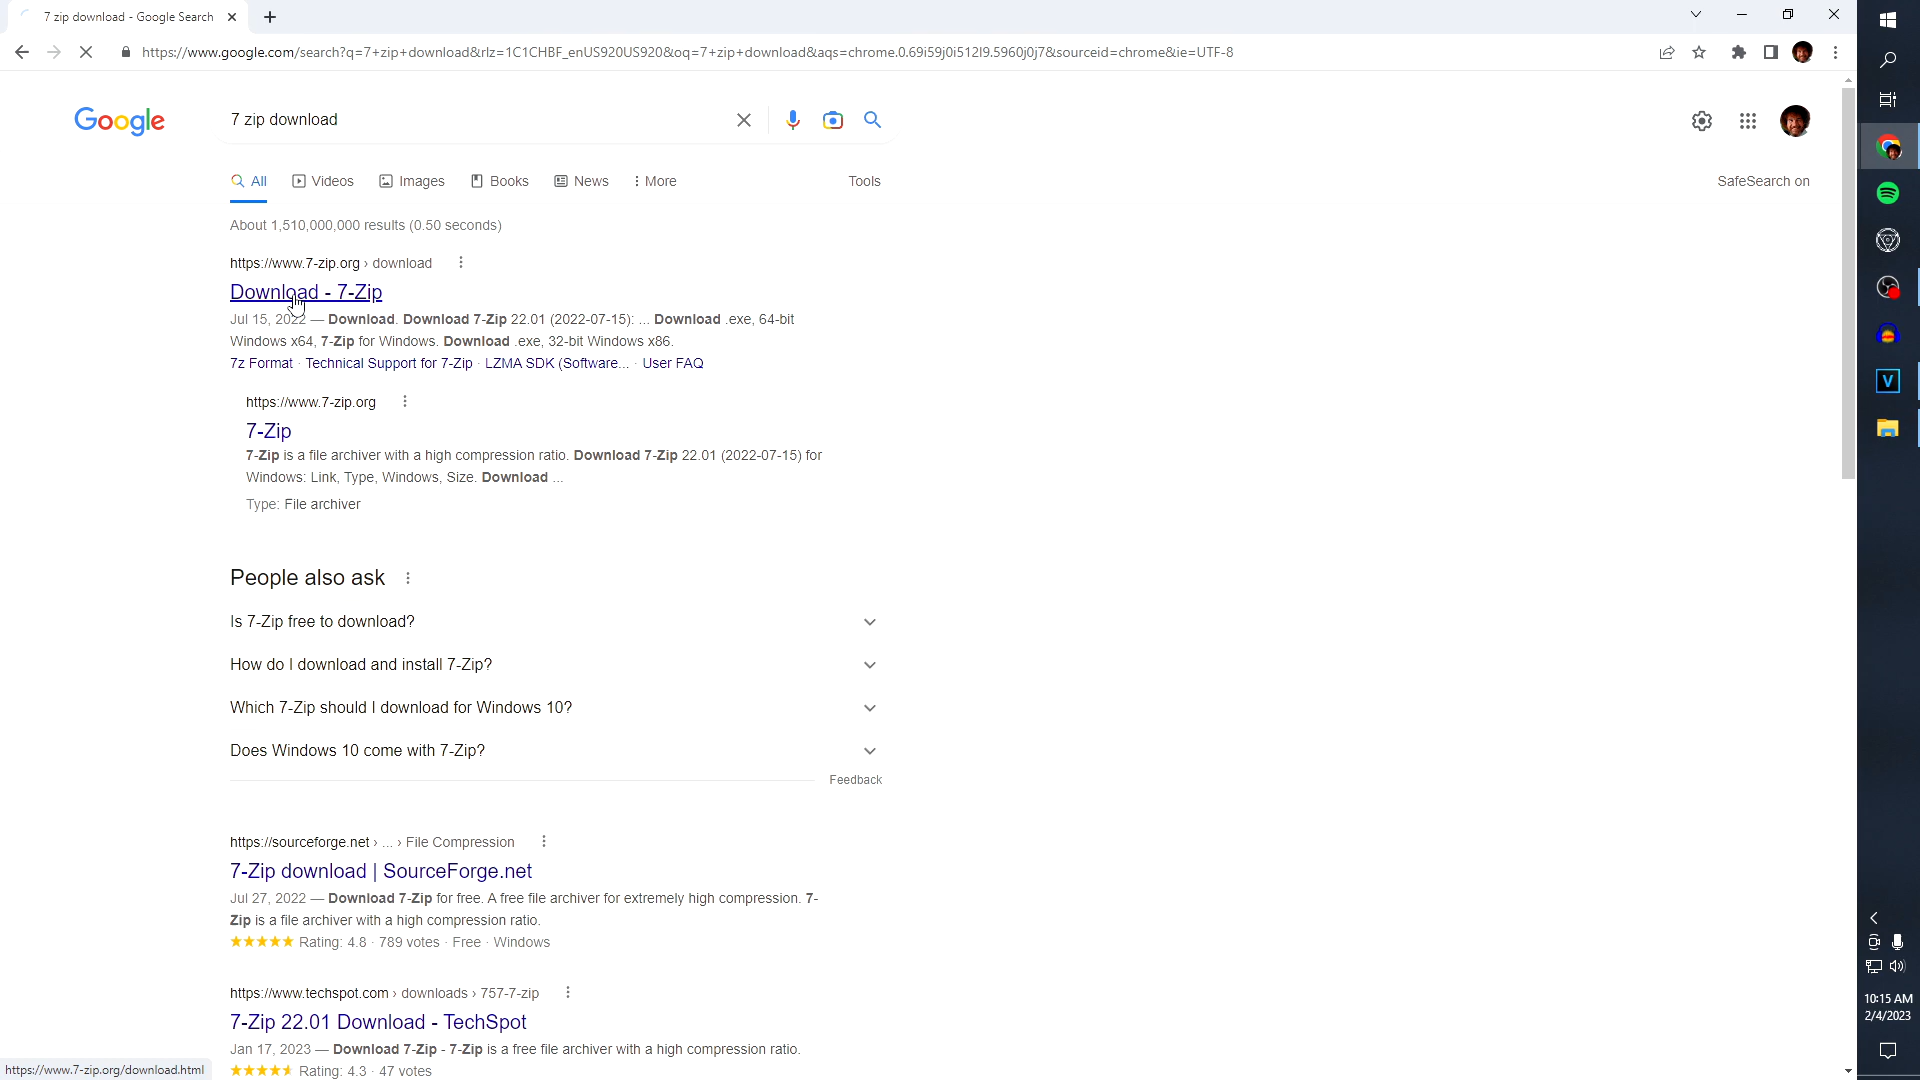 7 zip download - Google Search
https://www.google.com/search?q=7+zip+download&rlz=1C1CHBF_enUS920US920&oq=7+zip+download&aqs=chrome.0.69i59j0i512l9.5960j0j7&sourceid=chrome&ie=UTF-8
Google
7 zip download
All Videos Images Books News More Tools
SafeSearch on
About 1,510,000,000 results (0.50 seconds)
https://www.7-zip.org › download
Download - 7-Zip
Jul 15, 2022 — Download. Download 7-Zip 22.01 (2022-07-15): ... Download .exe, 64-bit
Windows x64, 7-Zip for Windows. Download .exe, 32-bit Windows x86.
7z Format · Technical Support for 7-Zip · LZMA SDK (Software... · User FAQ
https://www.7-zip.org
7-Zip
7-Zip is a file archiver with a high compression ratio. Download 7-Zip 22.01 (2022-07-15) for
Windows: Link, Type, Windows, Size. Download ...
Type: File archiver
People also ask
Is 7-Zip free to download?
How do I download and install 7-Zip?
Which 7-Zip should I download for Windows 10?
Does Windows 10 come with 7-Zip?
Feedback
https://sourceforge.net › ... › File Compression
7-Zip download | SourceForge.net
Jul 27, 2022 — Download 7-Zip for free. A free file archiver for extremely high compression. 7-
Zip is a file archiver with a high compression ratio.
Rating: 4.8 · 789 votes · Free · Windows
https://www.techspot.com › downloads › 757-7-zip
7-Zip 22.01 Download - TechSpot
Jan 17, 2023 — Download 7-Zip - 7-Zip is a free file archiver with a high compression ratio.
Rating: 4.3 · 47 votes
https://www.7-zip.org/download.html
V
10:15 AM
2/4/2023